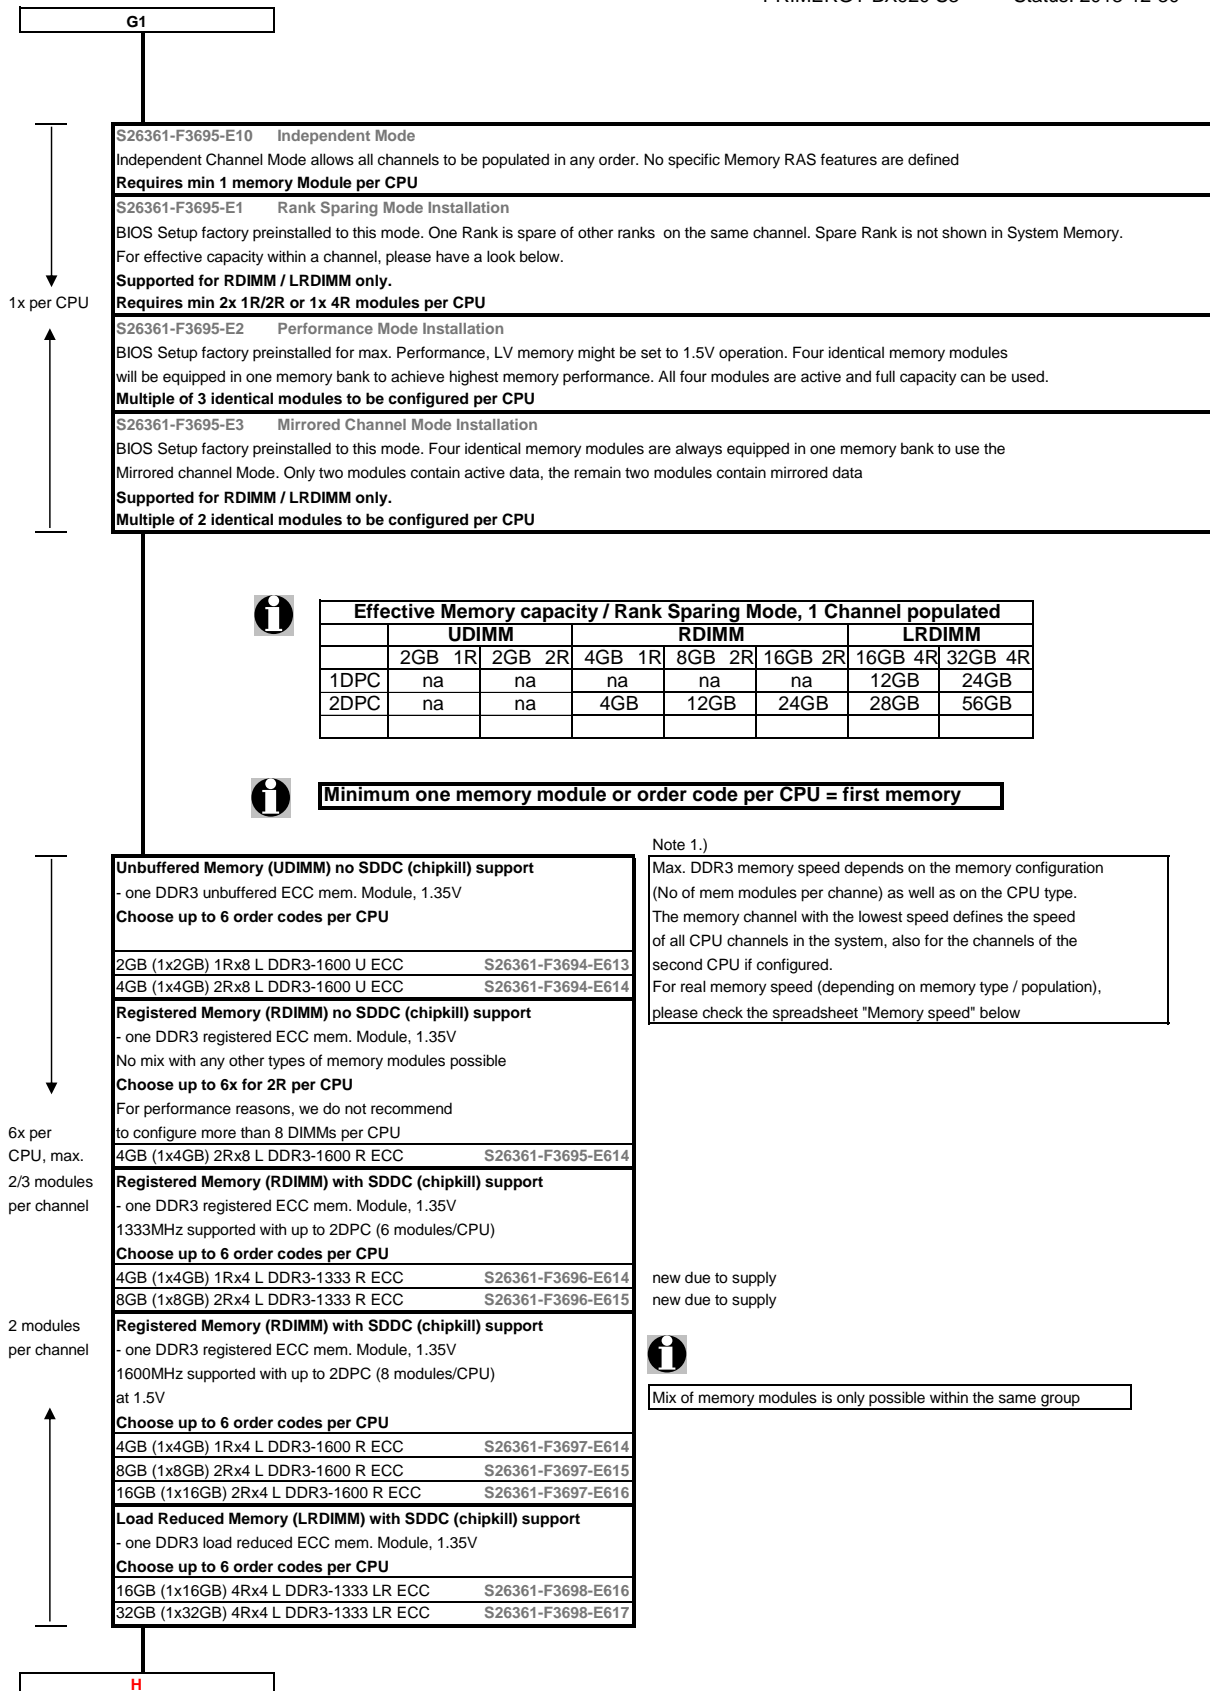 G1
S26361-F3695-E10 Independent Mode
Independent Channel Mode allows all channels to be populated in any order. No specific Memory RAS features are defined
Requires min 1 memory Module per CPU
S26361-F3695-E1 Rank Sparing Mode Installation
BIOS Setup factory preinstalled to this mode. One Rank is spare of other ranks on the same channel. Spare Rank is not shown in System Memory.
For effective capacity within a channel, please have a look below.
Supported for RDIMM / LRDIMM only.
1x per CPU
Requires min 2x 1R/2R or 1x 4R modules per CPU
S26361-F3695-E2 Performance Mode Installation
BIOS Setup factory preinstalled for max. Performance, LV memory might be set to 1.5V operation. Four identical memory modules
will be equipped in one memory bank to achieve highest memory performance. All four modules are active and full capacity can be used.
Multiple of 3 identical modules to be configured per CPU
S26361-F3695-E3 Mirrored Channel Mode Installation
BIOS Setup factory preinstalled to this mode. Four identical memory modules are always equipped in one memory bank to use the
Mirrored channel Mode. Only two modules contain active data, the remain two modules contain mirrored data
Supported for RDIMM / LRDIMM only.
Multiple of 2 identical modules to be configured per CPU
Effective Memory capacity / Rank Sparing Mode, 1 Channel populated
UDIMM RDIMM LRDIMM
2GB 1R 2GB 2R 4GB 1R 8GB 2R 16GB 2R 16GB 4R 32GB 4R
1DPC na na na na na 12GB 24GB
2DPC na na 4GB 12GB 24GB 28GB 56GB
Minimum one memory module or order code per CPU = first memory
Note 1.)
Max. DDR3 memory speed depends on the memory configuration
(No of mem modules per channe) as well as on the CPU type.
The memory channel with the lowest speed defines the speed
of all CPU channels in the system, also for the channels of the
second CPU if configured.
For real memory speed (depending on memory type / population),
please check the spreadsheet "Memory speed" below
Unbuffered Memory (UDIMM) no SDDC (chipkill) support
- one DDR3 unbuffered ECC mem. Module, 1.35V
Choose up to 6 order codes per CPU
2GB (1x2GB) 1Rx8 L DDR3-1600 U ECC S26361-F3694-E613
4GB (1x4GB) 2Rx8 L DDR3-1600 U ECC S26361-F3694-E614
Registered Memory (RDIMM) no SDDC (chipkill) support
- one DDR3 registered ECC mem. Module, 1.35V
No mix with any other types of memory modules possible
Choose up to 6x for 2R per CPU
For performance reasons, we do not recommend
to configure more than 8 DIMMs per CPU
4GB (1x4GB) 2Rx8 L DDR3-1600 R ECC S26361-F3695-E614
6x per
CPU, max.
2/3 modules
per channel
Registered Memory (RDIMM) with SDDC (chipkill) support
- one DDR3 registered ECC mem. Module, 1.35V
1333MHz supported with up to 2DPC (6 modules/CPU)
Choose up to 6 order codes per CPU
4GB (1x4GB) 1Rx4 L DDR3-1333 R ECC S26361-F3696-E614 new due to supply
8GB (1x8GB) 2Rx4 L DDR3-1333 R ECC S26361-F3696-E615 new due to supply
2 modules
per channel
Registered Memory (RDIMM) with SDDC (chipkill) support
- one DDR3 registered ECC mem. Module, 1.35V
1600MHz supported with up to 2DPC (8 modules/CPU)
at 1.5V
Mix of memory modules is only possible within the same group
Choose up to 6 order codes per CPU
4GB (1x4GB) 1Rx4 L DDR3-1600 R ECC S26361-F3697-E614
8GB (1x8GB) 2Rx4 L DDR3-1600 R ECC S26361-F3697-E615
16GB (1x16GB) 2Rx4 L DDR3-1600 R ECC S26361-F3697-E616
Load Reduced Memory (LRDIMM) with SDDC (chipkill) support
- one DDR3 load reduced ECC mem. Module, 1.35V
Choose up to 6 order codes per CPU
16GB (1x16GB) 4Rx4 L DDR3-1333 LR ECC S26361-F3698-E616
32GB (1x32GB) 4Rx4 L DDR3-1333 LR ECC S26361-F3698-E617
H